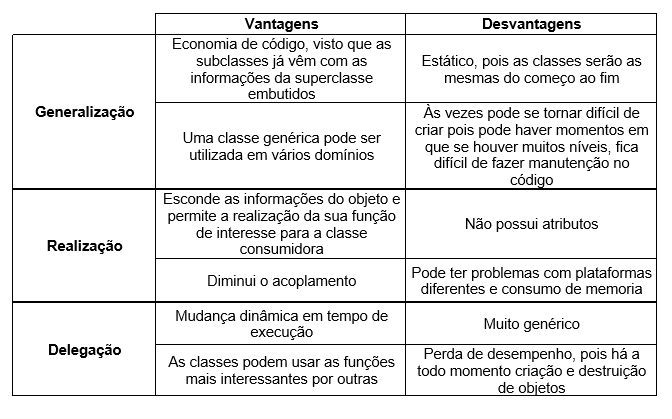 Vantagens
Desvantagens
Generalização
Economia de código, visto que as
subclasses já vêm com as
informações da superclasse
embutidos
Estático, pois as classes serão as
mesmas do começo ao fim
Uma classe genérica pode ser
utilizada em vários domínios
Às vezes pode se tornar difícil de
criar pois pode haver momentos em
que se houver muitos níveis, fica
difícil de fazer manutenção no
código
Realização
Esconde as informações do objeto e
permite a realização da sua função
de interesse para a classe
consumidora
Não possui atributos
Diminui o acoplamento
Pode ter problemas com plataformas
diferentes e consumo de memoria
Delegação
Mudança dinâmica em tempo de
execução
Muito genérico
As classes podem usar as funções
mais interessantes por outras
Perda de desempenho, pois há a
todo momento criação e destruição
de objetos